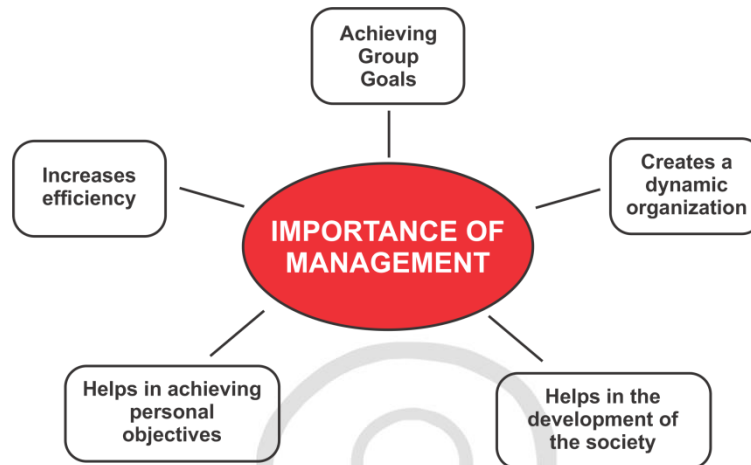 Achieving
Group
Goals
Increases
efficiency
Creates a
dynamic
organization
IMPORTANCE OF
MANAGEMENT
Helps in achieving
personal
objectives
Helps in the
development of
the society